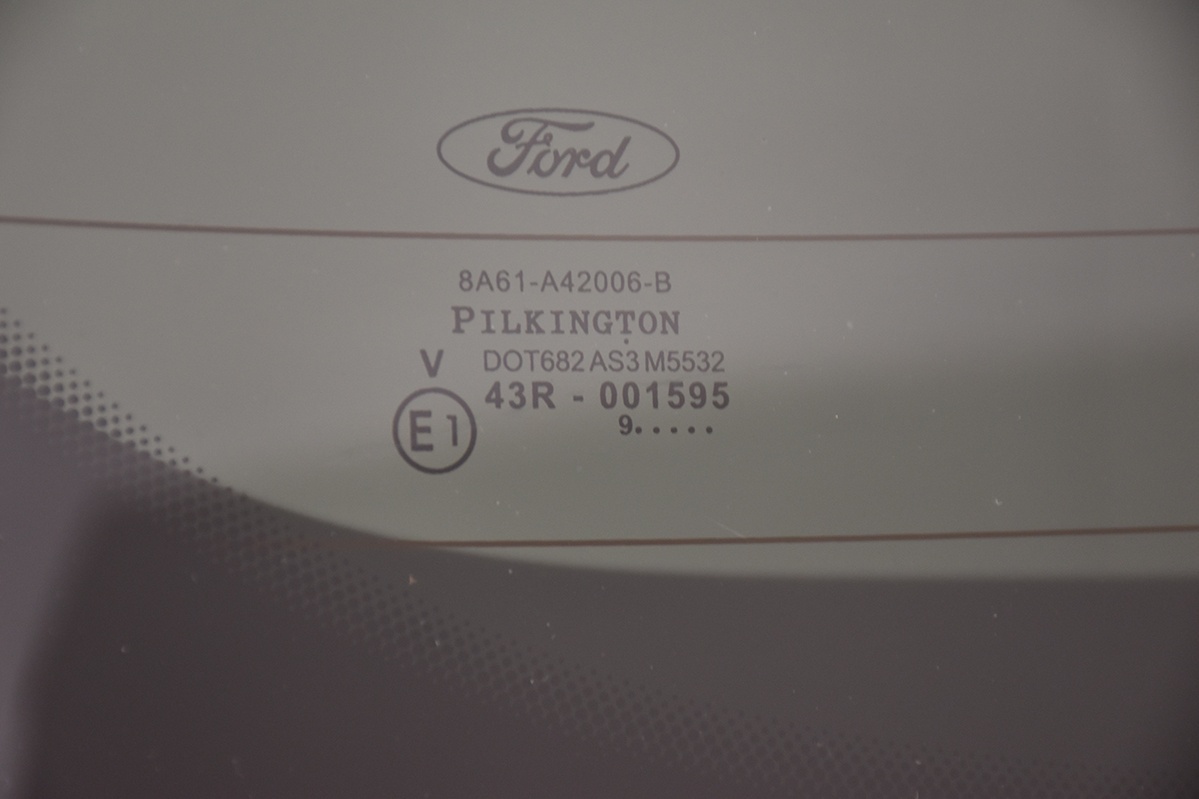 Ford
8A61-A42006-B
PILKINGTON
V DOT682 AS3 M5532
43R - 001595
E1 9.....